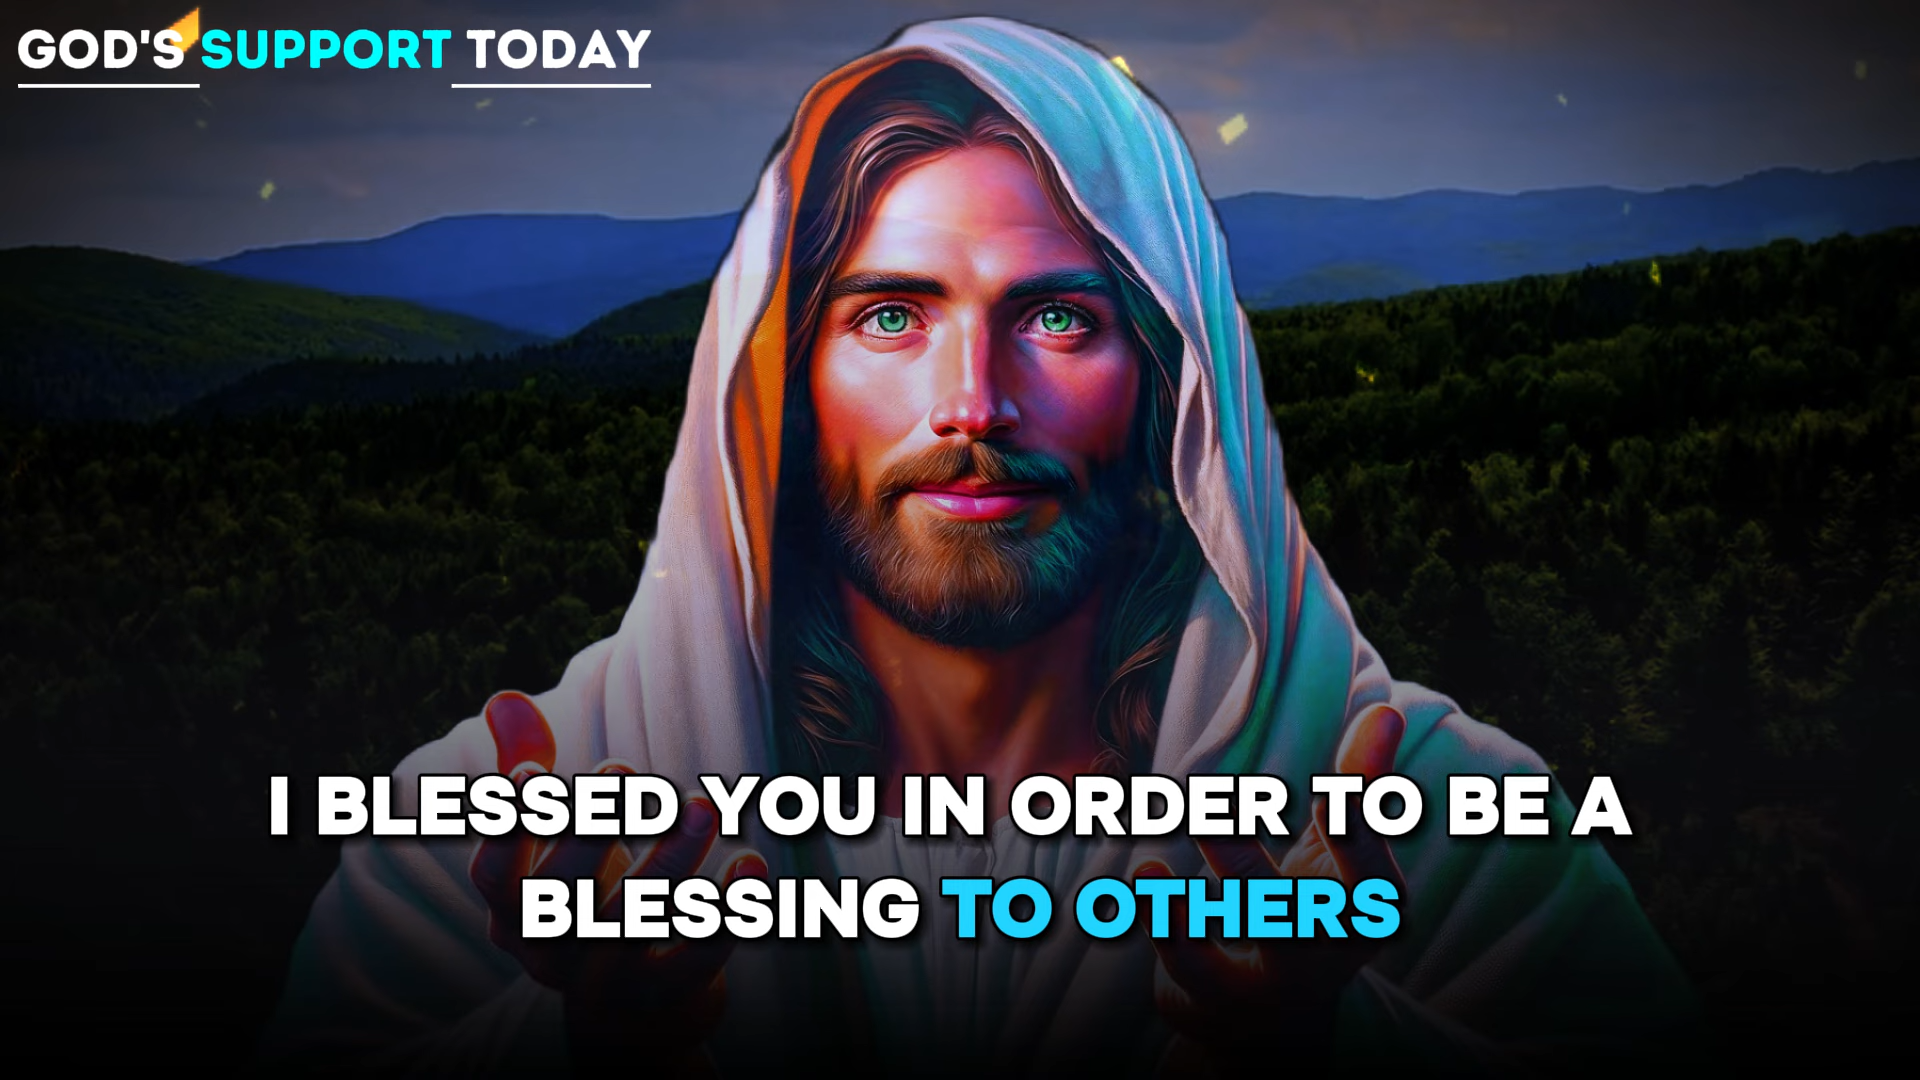 GOD'S SUPPORT TODAY
I BLESSED YOU IN ORDER TO BE A
BLESSING TO OTHERS